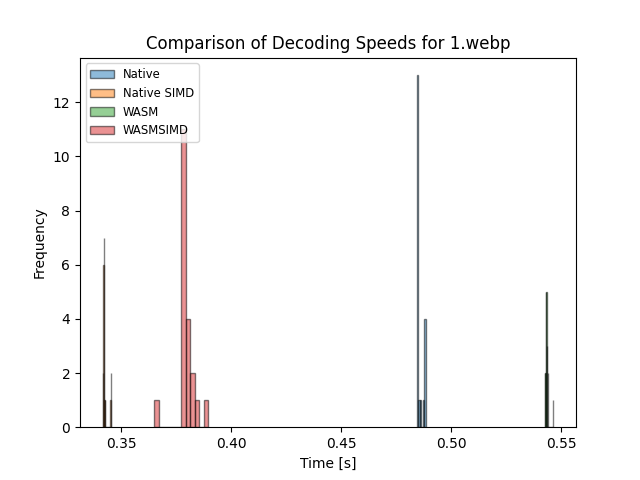 Comparison of Decoding Speeds for 1.webp
Native
Native SIMD
WASM
WASMSIMD
Frequency
12
10
8
6
4
2
0
0.35 0.40 0.45 0.50 0.55
Time [s]